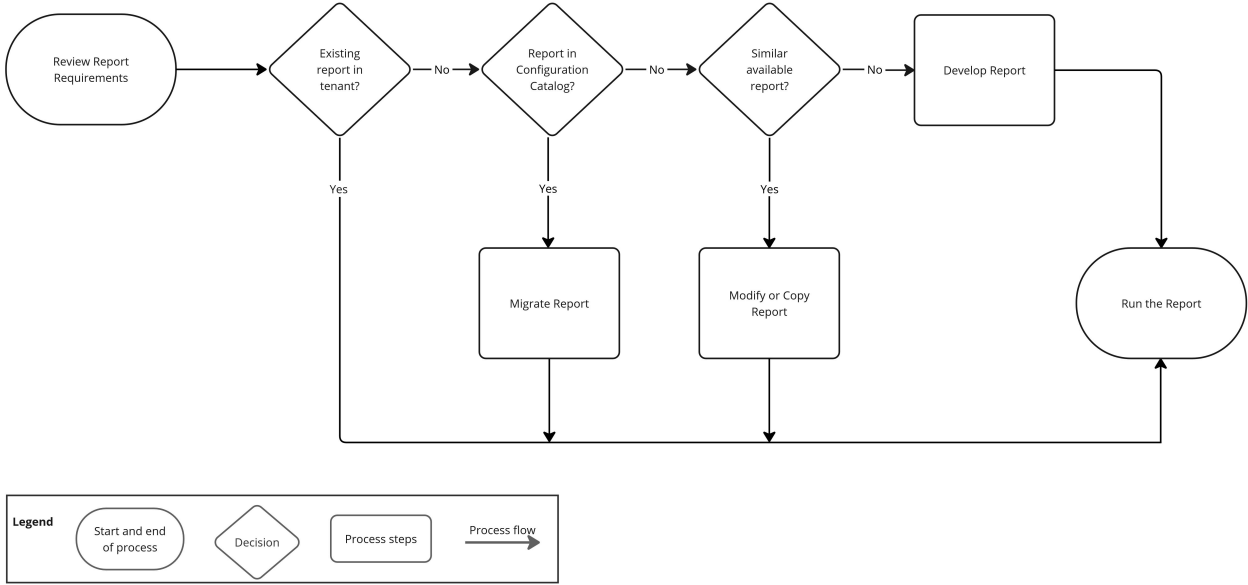 Review Report
Requirements
Existing
report in
tenant?
No
Report in
Configuration
Catalog?
No
Similar
available
report?
No
Develop Report
Yes
Yes
Yes
Migrate Report
Modify or Copy
Report
Run the Report
Legend
Start and end
of process
Decision
Process steps
Process flow